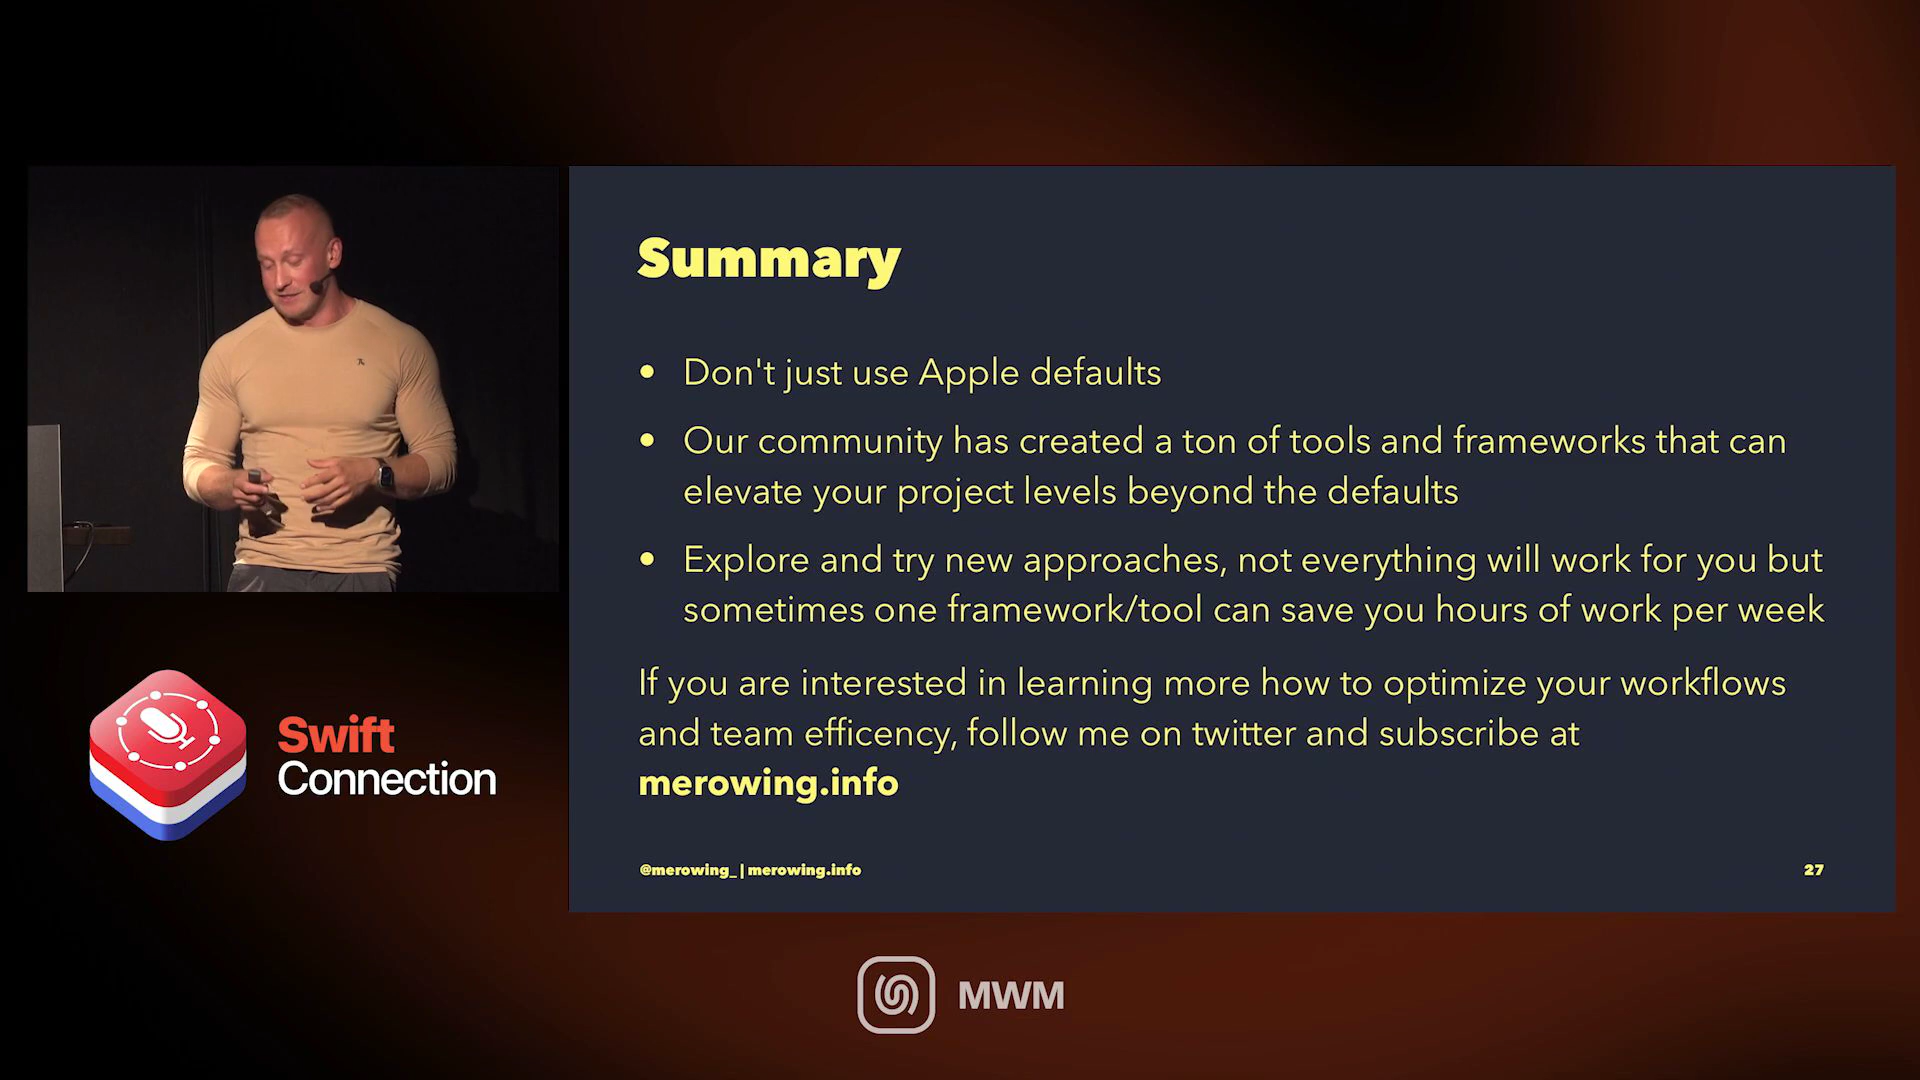 Summary
• Don't just use Apple defaults
• Our community has created a ton of tools and frameworks that can
elevate your project levels beyond the defaults
• Explore and try new approaches, not everything will work for you but
sometimes one framework/tool can save you hours of work per week
If you are interested in learning more how to optimize your workflows
and team efficency, follow me on twitter and subscribe at
merowing.info
@merowing_ | merowing.info
27
Swift
Connection
MWM